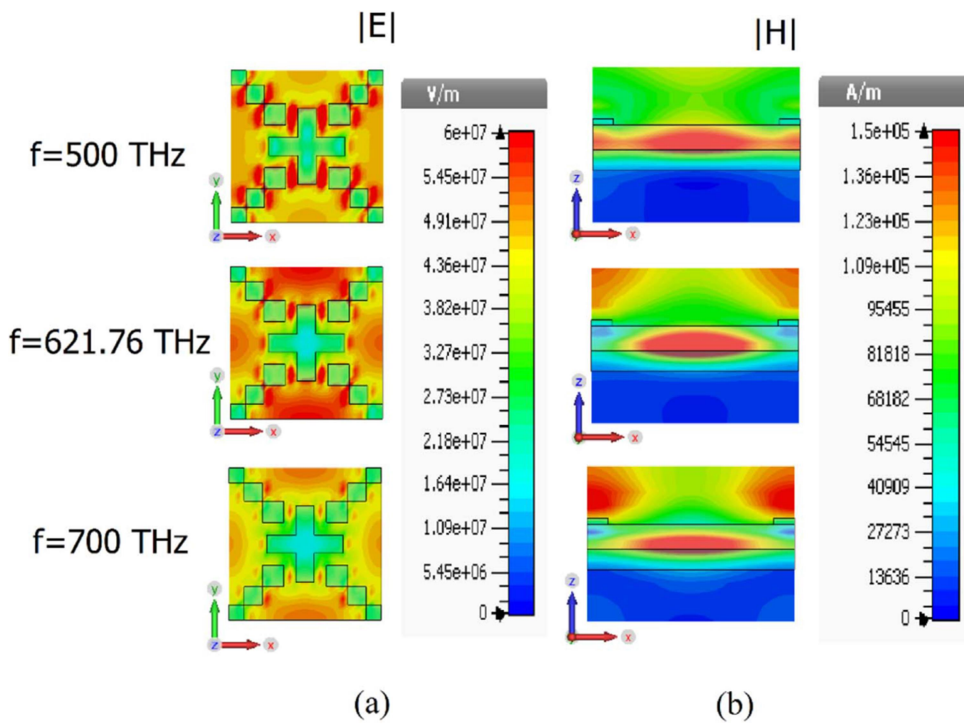 |E|
|H|
V/m
A/m
f=500 THz
f=621.76 THz
f=700 THz
y
z
x
y
z
x
y
z
x
6e+07
5.45e+07
4.91e+07
4.36e+07
3.82e+07
3.27e+07
2.73e+07
2.18e+07
1.64e+07
1.09e+07
5.45e+06
0
z
x
z
x
z
x
1.5e+05
1.36e+05
1.23e+05
1.09e+05
95455
81818
68182
54545
40909
27273
13636
0
(a)
(b)